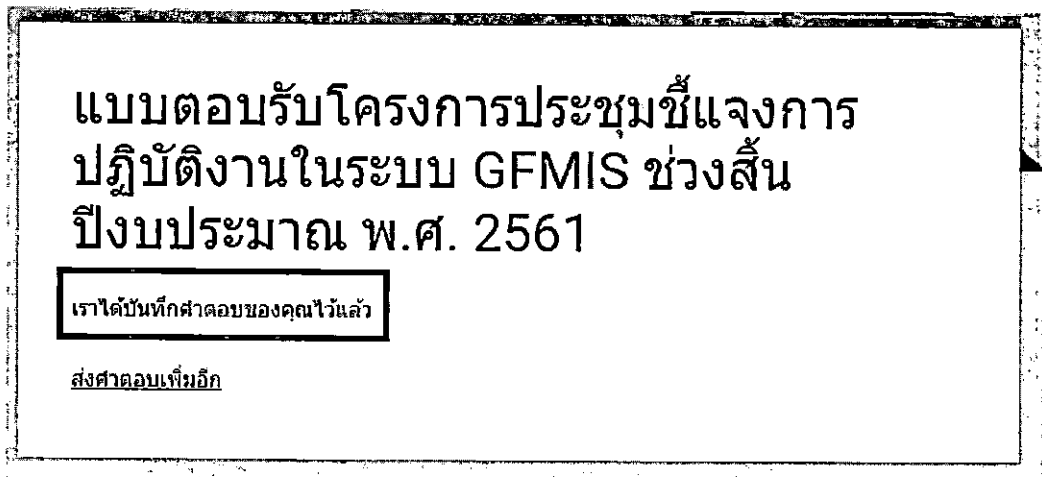 แบบตอบรับโครงการประชุมชี้แจงการ
ปฏิบัติงานในระบบ GFMIS ช่วงสิ้น
ปีงบประมาณ พ.ศ. 2561
เราได้บันทึกคำตอบของคุณไว้แล้ว
ส่งคำตอบเพิ่มอีก